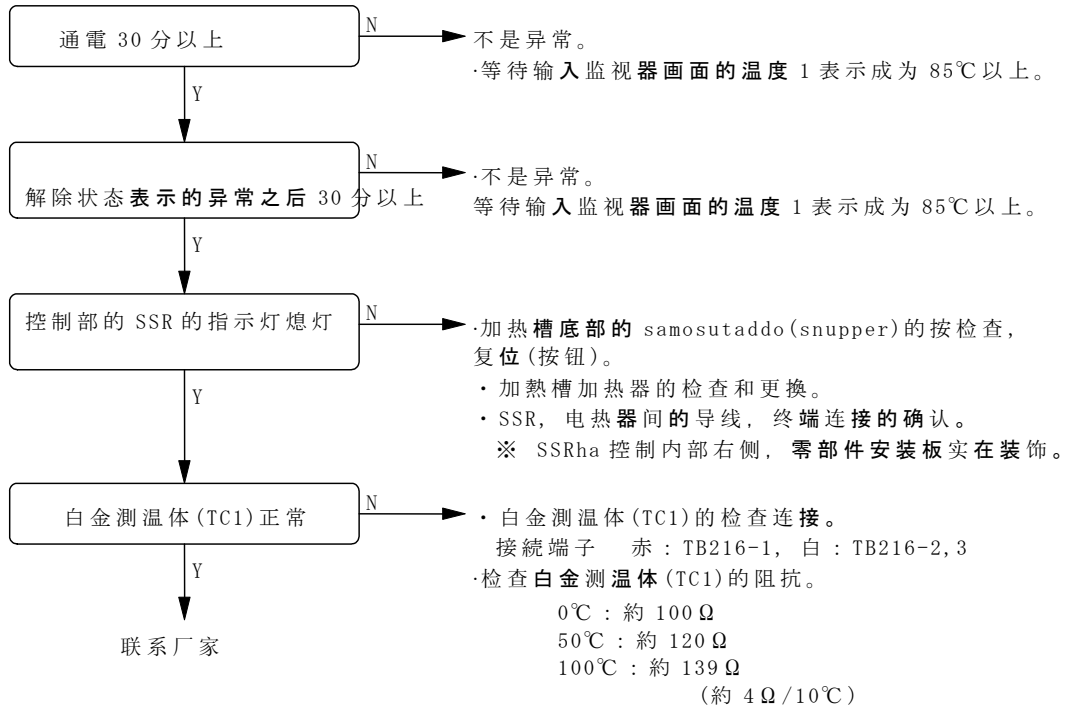 通電 30 分以上
N
不是异常。
·等待输入监视器画面的温度 1 表示成为 85℃以上。
Y
解除状态表示的异常之后 30 分以上
N
·不是异常。
等待输入监视器画面的温度 1 表示成为 85℃以上。
Y
控制部的 SSR 的指示灯熄灯
N
·加热槽底部的 samosutaddo(snupper)的按检查,
复位(按钮)。
・加熱槽加热器的检查和更换。
・SSR, 电热器间的导线, 终端连接的确认。
※ SSRha 控制内部右侧, 零部件安装板实在装饰。
Y
白金測温体(TC1)正常
N
・白金測温体(TC1)的检查连接。
接続端子 赤：TB216-1, 白：TB216-2,3
·检查白金测温体(TC1)的阻抗。
0℃：約 100Ω
50℃：約 120Ω
100℃：約 139Ω
(約 4Ω/10℃)
Y
联系厂家